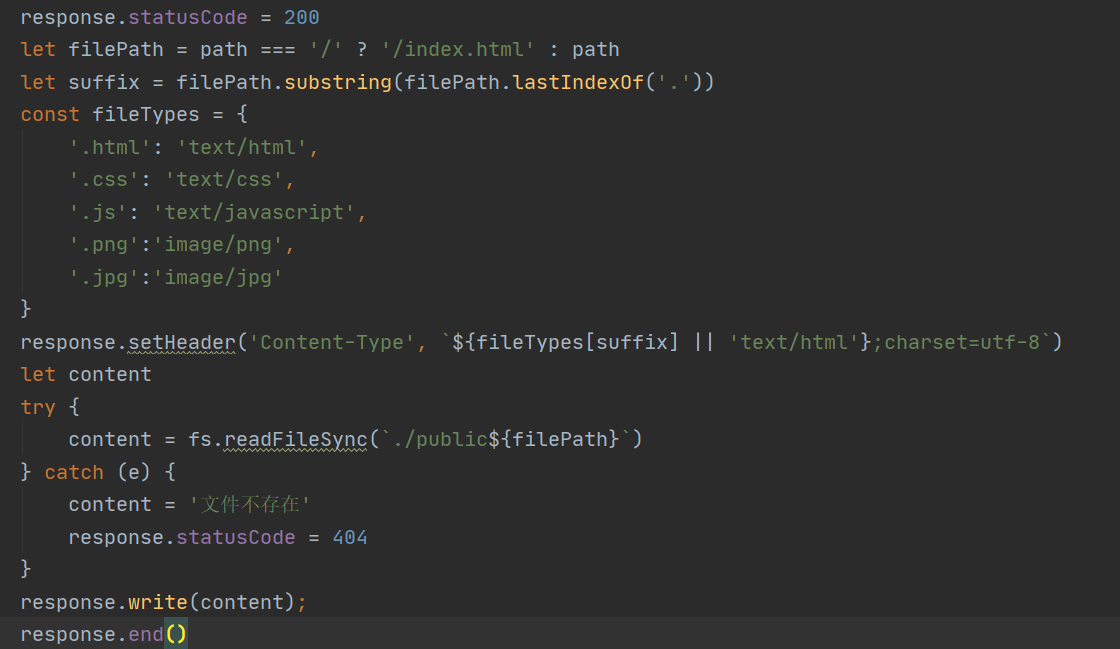 response.statusCode = 200
let filePath = path === '/' ? '/index.html' : path
let suffix = filePath.substring(filePath.lastIndexOf('.'))
const fileTypes = {
    '.html': 'text/html',
    '.css': 'text/css',
    '.js': 'text/javascript',
    '.png':'image/png',
    '.jpg':'image/jpg'
}
response.setHeader('Content-Type', `${fileTypes[suffix] || 'text/html'};charset=utf-8`)
let content
try {
    content = fs.readFileSync(`./public${filePath}`)
} catch (e) {
    content = '文件不存在'
    response.statusCode = 404
}
response.write(content);
response.end()